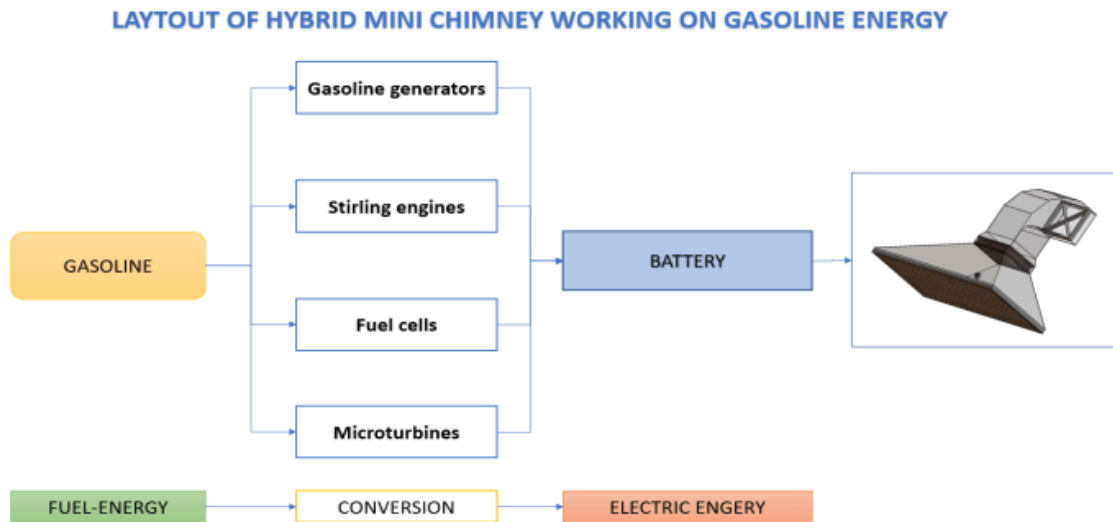 LAYTOUT OF HYBRID MINI CHIMNEY WORKING ON GASOLINE ENERGY
Gasoline generators
Stirling engines
GASOLINE
BATTERY
Fuel cells
Microturbines
FUEL-ENERGY
CONVERSION
ELECTRIC ENGERY